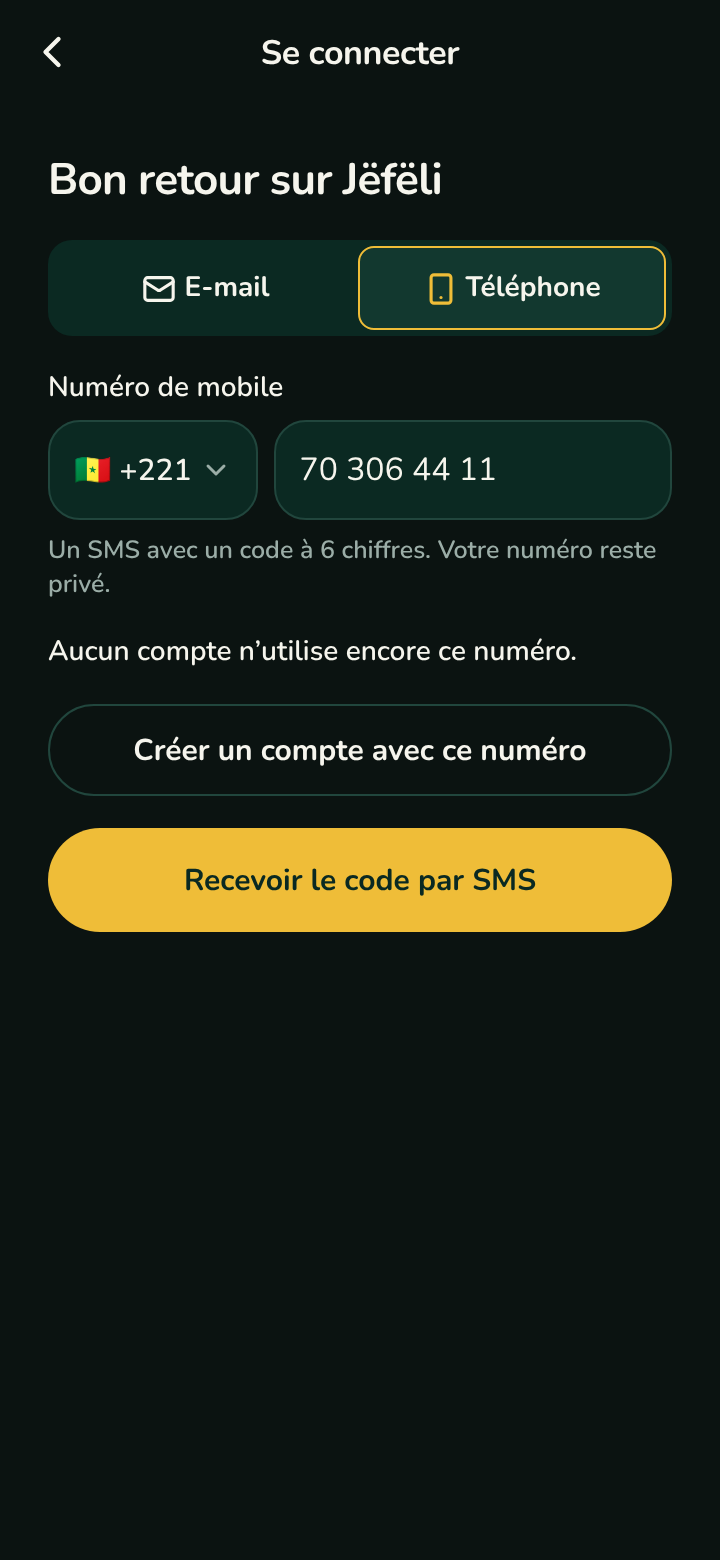 Se connecter
Bon retour sur Jëfëli
E-mail
Téléphone
Numéro de mobile
+221
70 306 44 11
Un SMS avec un code à 6 chiffres. Votre numéro reste
privé.
Aucun compte n’utilise encore ce numéro.
Créer un compte avec ce numéro
Recevoir le code par SMS